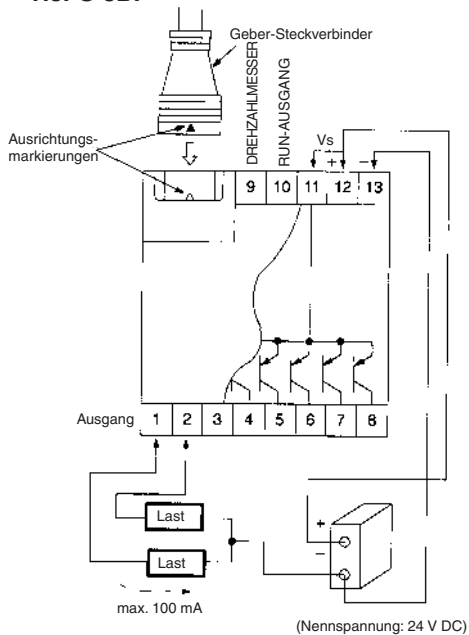 Geber-Steckverbinder
DREHZAHLMESSER
RUN-AUSGANG
Ausrichtungs-
markierungen
Vs
+ −
9 10 11 12 13
Ausgang 1 2 3 4 5 6 7 8
Last
Last
+
−
max. 100 mA
(Nennspannung: 24 V DC)